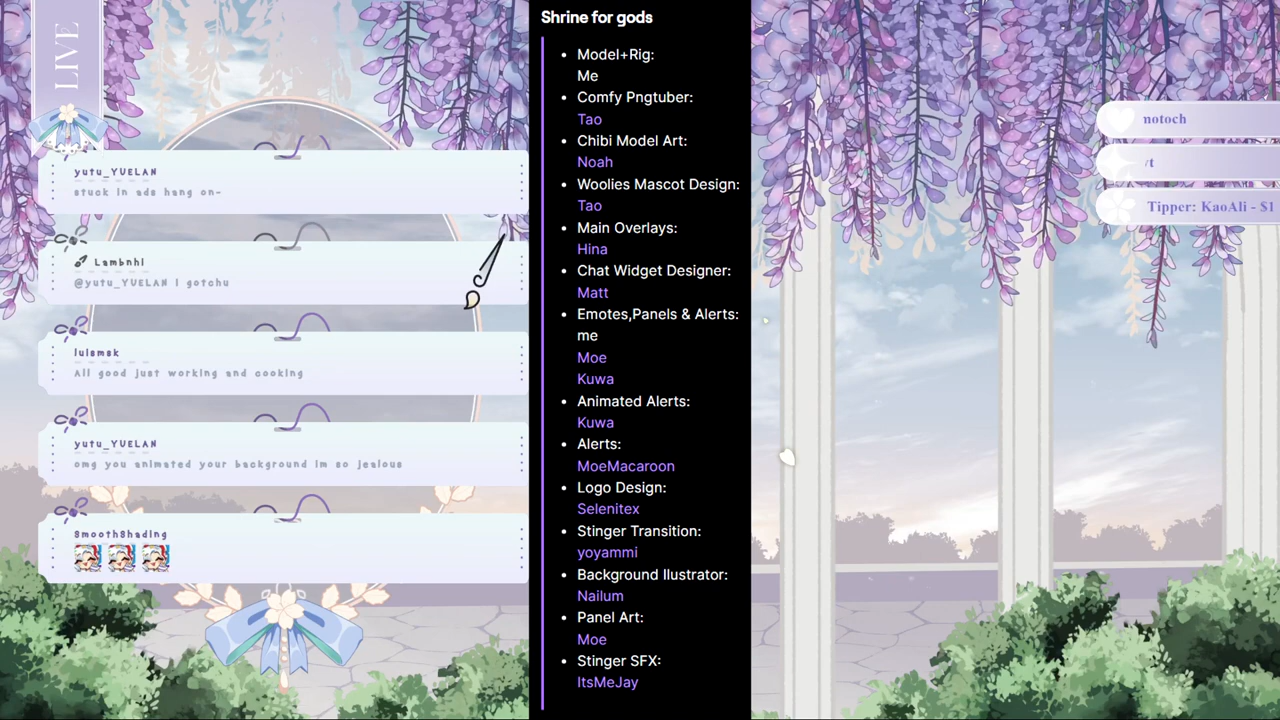 LIVE
yutu_YUELAN
stuck in ads hang on-
Lambnhi
@yutu_YUELAN I gotchu
lulsmsk
All good just working and cooking
yutu_YUELAN
omg you animated your background im so jealous
SmoothShading
Shrine for gods
Model+Rig:
Me
Comfy Pngtuber:
Tao
Chibi Model Art:
Noah
Woolies Mascot Design:
Tao
Main Overlays:
Hina
Chat Widget Designer:
Matt
Emotes,Panels & Alerts:
me
Moe
Kuwa
Animated Alerts:
Kuwa
Alerts:
MoeMacaroon
Logo Design:
Selenitex
Stinger Transition:
yoyammi
Background Ilustrator:
Nailum
Panel Art:
Moe
Stinger SFX:
ItsMeJay
notoch
Tipper: KaoAli - $1